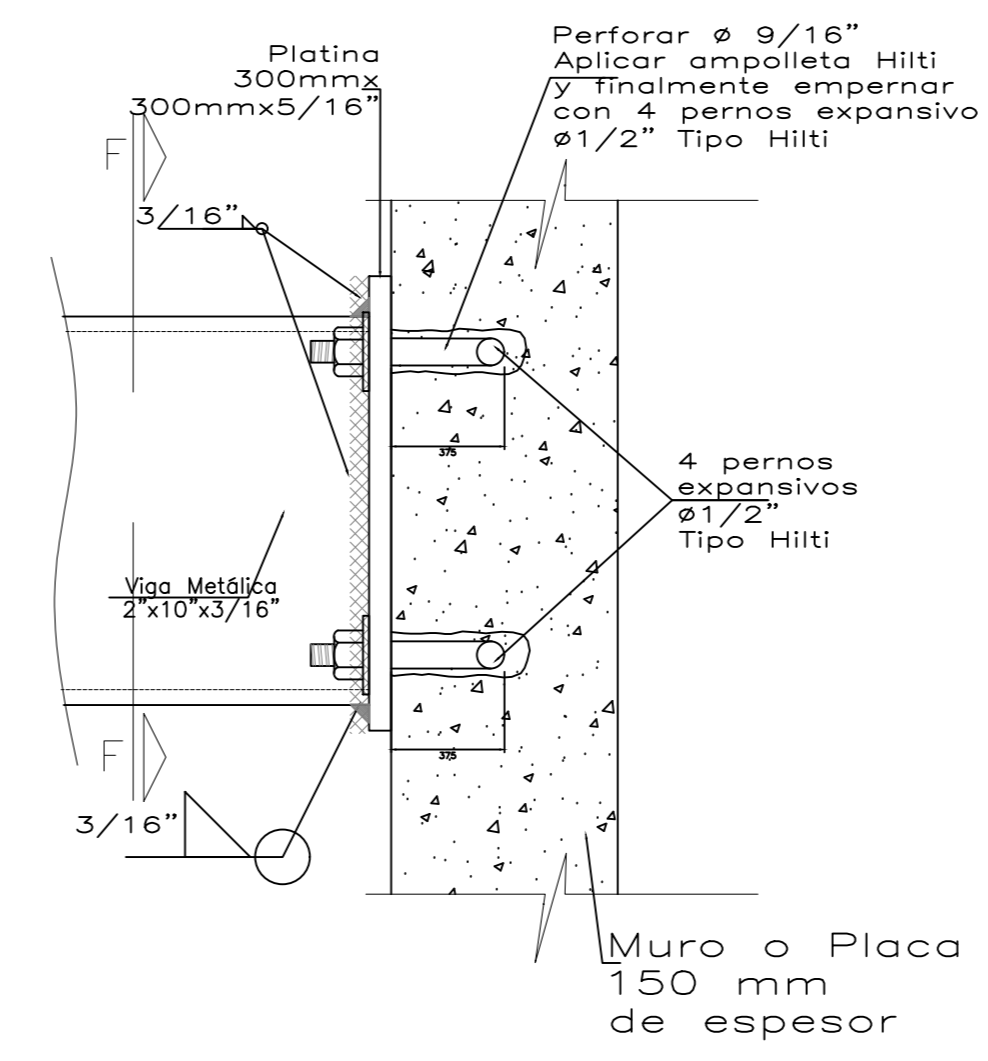 Platina
300mmx
300mmx5/16”
Perforar ø 9/16”
Aplicar ampolleta Hilti
y finalmente empernar
con 4 pernos expansivo
ø1/2” Tipo Hilti
F
3/16”
375
4 pernos
expansivos
ø1/2”
Tipo Hilti
Viga Metálica
2”x10”x3/16”
F
375
3/16”
Muro o Placa
150 mm
de espesor